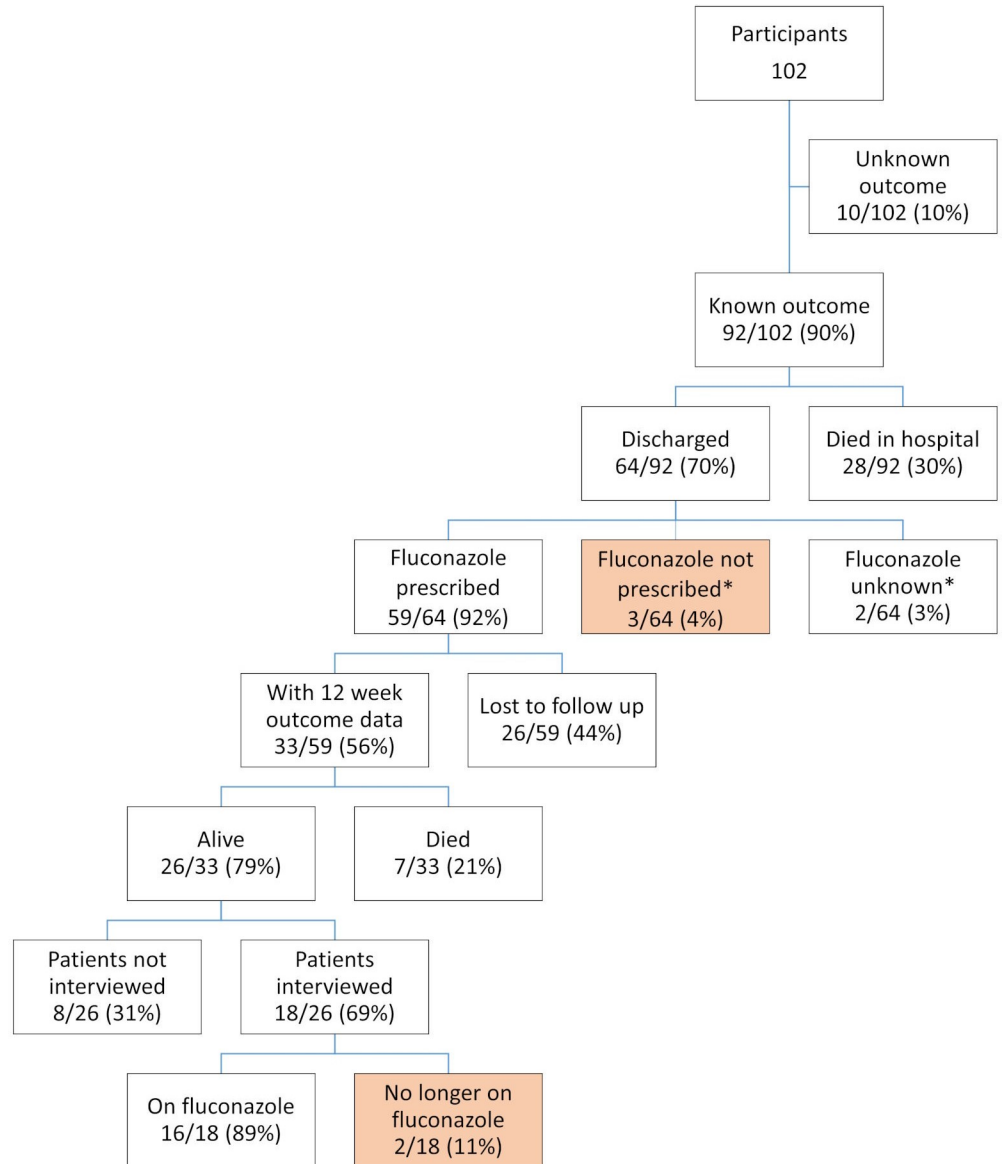 Participants
102
Unknown
outcome
10/102 (10%)
Known outcome
92/102 (90%)
Discharged
64/92 (70%)
Died in hospital
28/92 (30%)
Fluconazole
prescribed
59/64 (92%)
Fluconazole not
prescribed*
3/64 (4%)
Fluconazole
unknown*
2/64 (3%)
With 12 week
outcome data
33/59 (56%)
Lost to follow up
26/59 (44%)
Alive
26/33 (79%)
Died
7/33 (21%)
Patients not
interviewed
8/26 (31%)
Patients
interviewed
18/26 (69%)
On fluconazole
16/18 (89%)
No longer on
fluconazole
2/18 (11%)